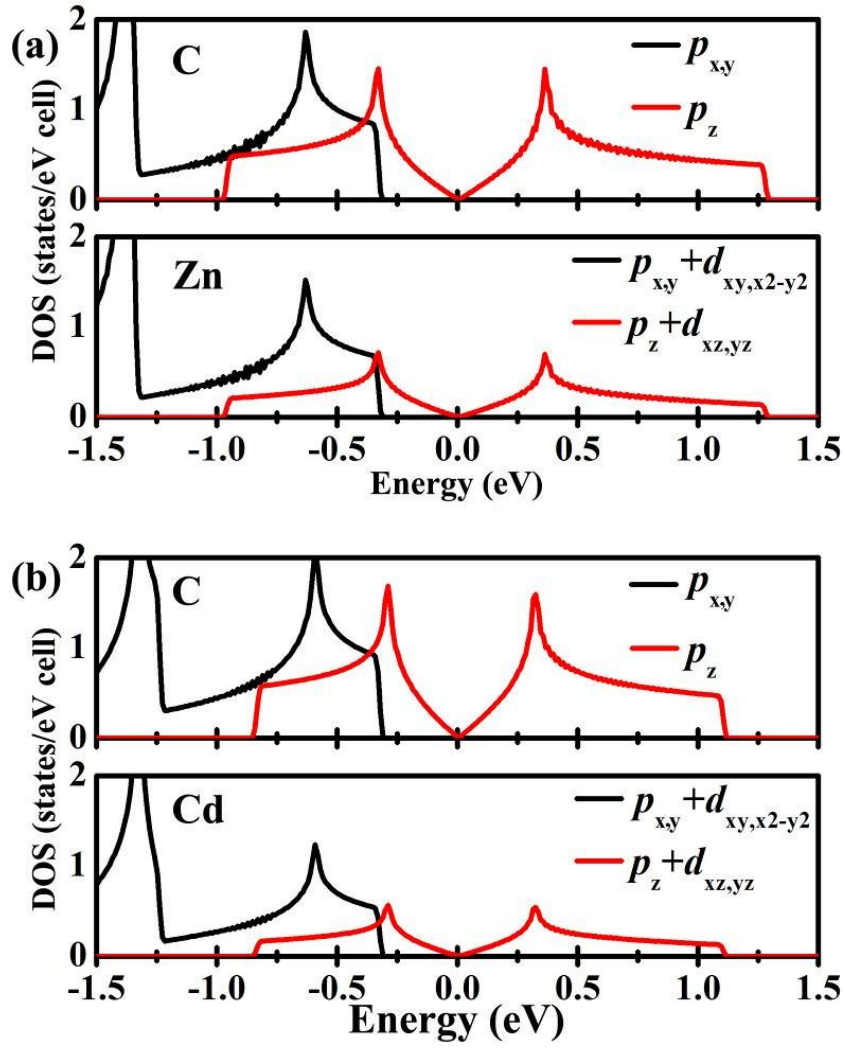 (a)
DOS (states/eV cell)
2
1
0
C
p x,y
p z
2
1
0
Zn
p x,y + d xy,x2-y2
p z + d xz,yz
-1.5 -1.0 -0.5 0.0 0.5 1.0 1.5
Energy (eV)
(b)
DOS (states/eV cell)
2
1
0
C
p x,y
p z
2
1
0
Cd
p x,y + d xy,x2-y2
p z + d xz,yz
-1.5 -1.0 -0.5 0.0 0.5 1.0 1.5
Energy (eV)